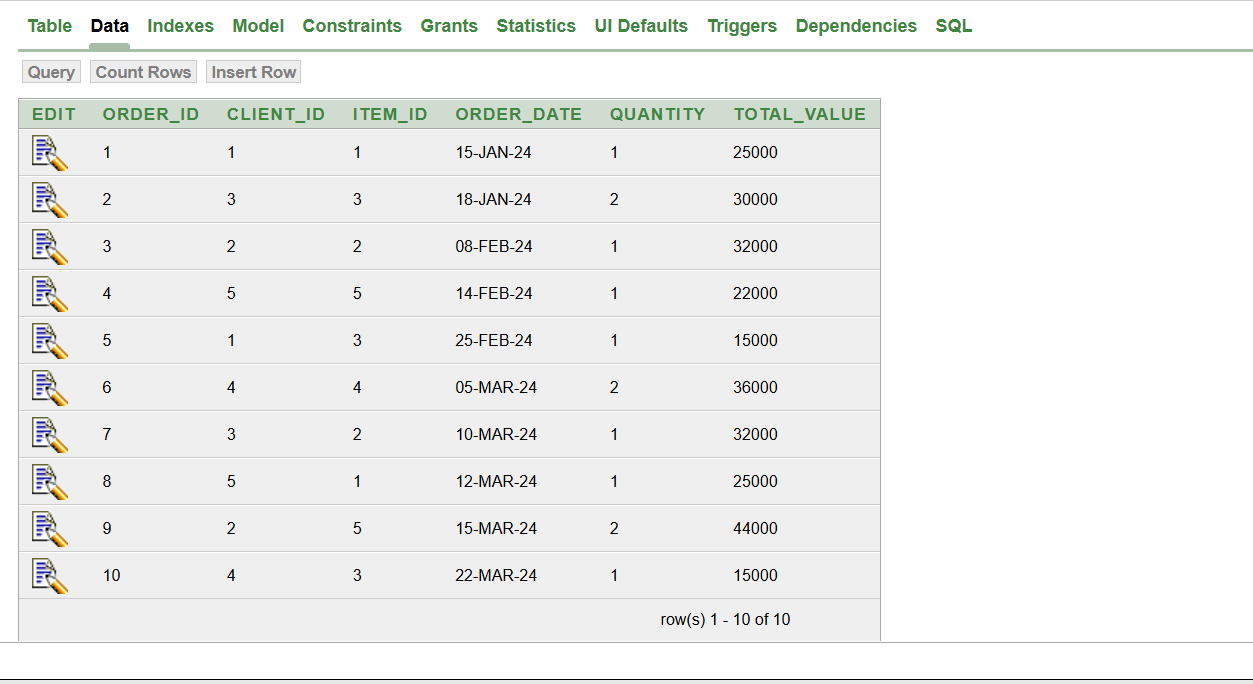 Table Data Indexes Model Constraints Grants Statistics UI Defaults Triggers Dependencies SQL
Query Count Rows Insert Row
EDIT ORDER_ID CLIENT_ID ITEM_ID ORDER_DATE QUANTITY TOTAL_VALUE
1 1 1 15-JAN-24 1 25000
2 3 3 18-JAN-24 2 30000
3 2 2 08-FEB-24 1 32000
4 5 5 14-FEB-24 1 22000
5 1 3 25-FEB-24 1 15000
6 4 4 05-MAR-24 2 36000
7 3 2 10-MAR-24 1 32000
8 5 1 12-MAR-24 1 25000
9 2 5 15-MAR-24 2 44000
10 4 3 22-MAR-24 1 15000
row(s) 1 - 10 of 10